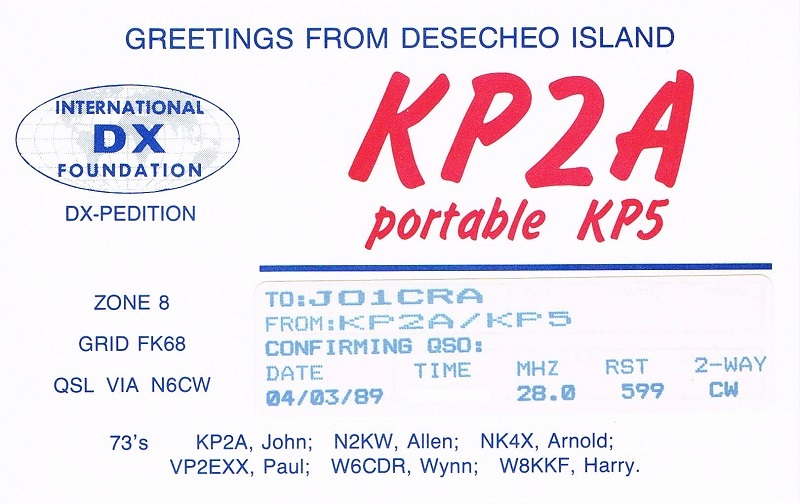 GREETINGS FROM DESECHEO ISLAND
KP2A
portable KP5
INTERNATIONAL
DX
FOUNDATION
DX-PEDITION
ZONE 8
GRID FK68
QSL VIA N6CW
TO:JO1CRA
FROM:KP2A/KP5
CONFIRMING QSO:
DATE TIME MHZ RST 2-WAY
04/03/89 28.0 599 CW
73's KP2A, John; N2KW, Allen; NK4X, Arnold;
VP2EXX, Paul; W6CDR, Wynn; W8KKF, Harry.